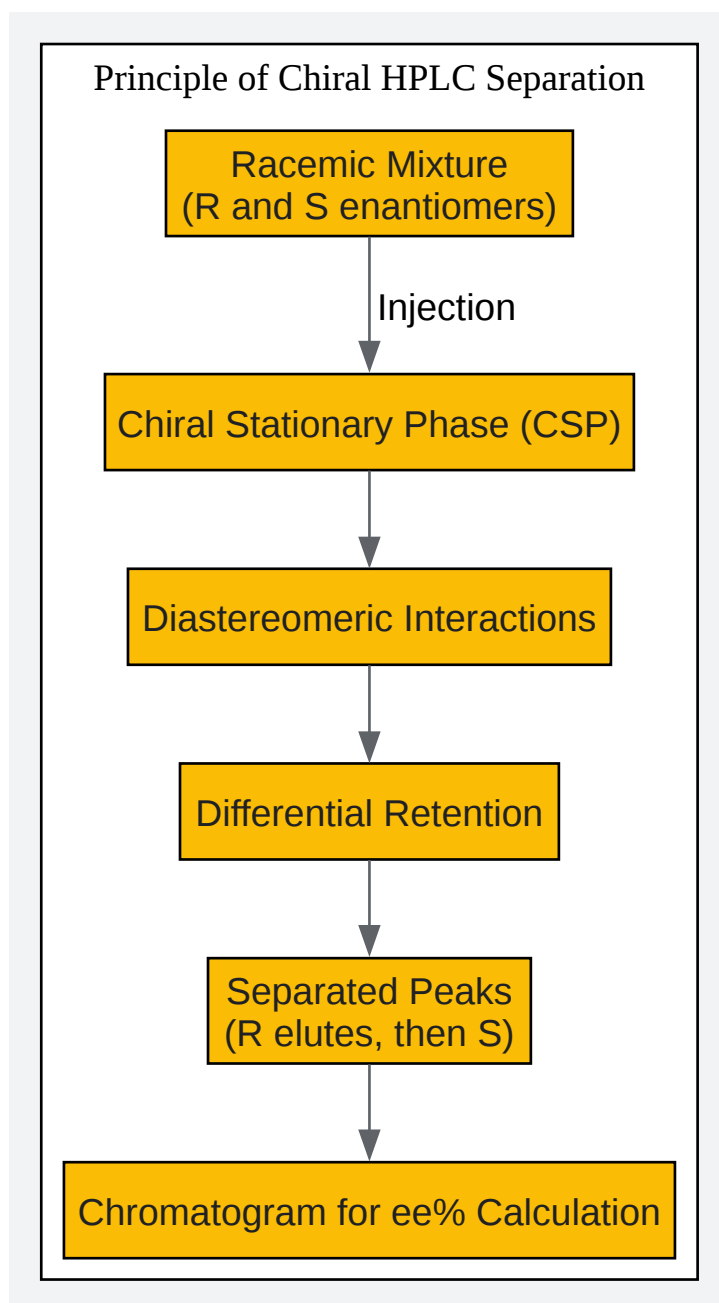 Principle of Chiral HPLC Separation
Racemic Mixture
(R and S enantiomers)
Injection
Chiral Stationary Phase (CSP)
Diastereomeric Interactions
Differential Retention
Separated Peaks
(R elutes, then S)
Chromatogram for ee% Calculation